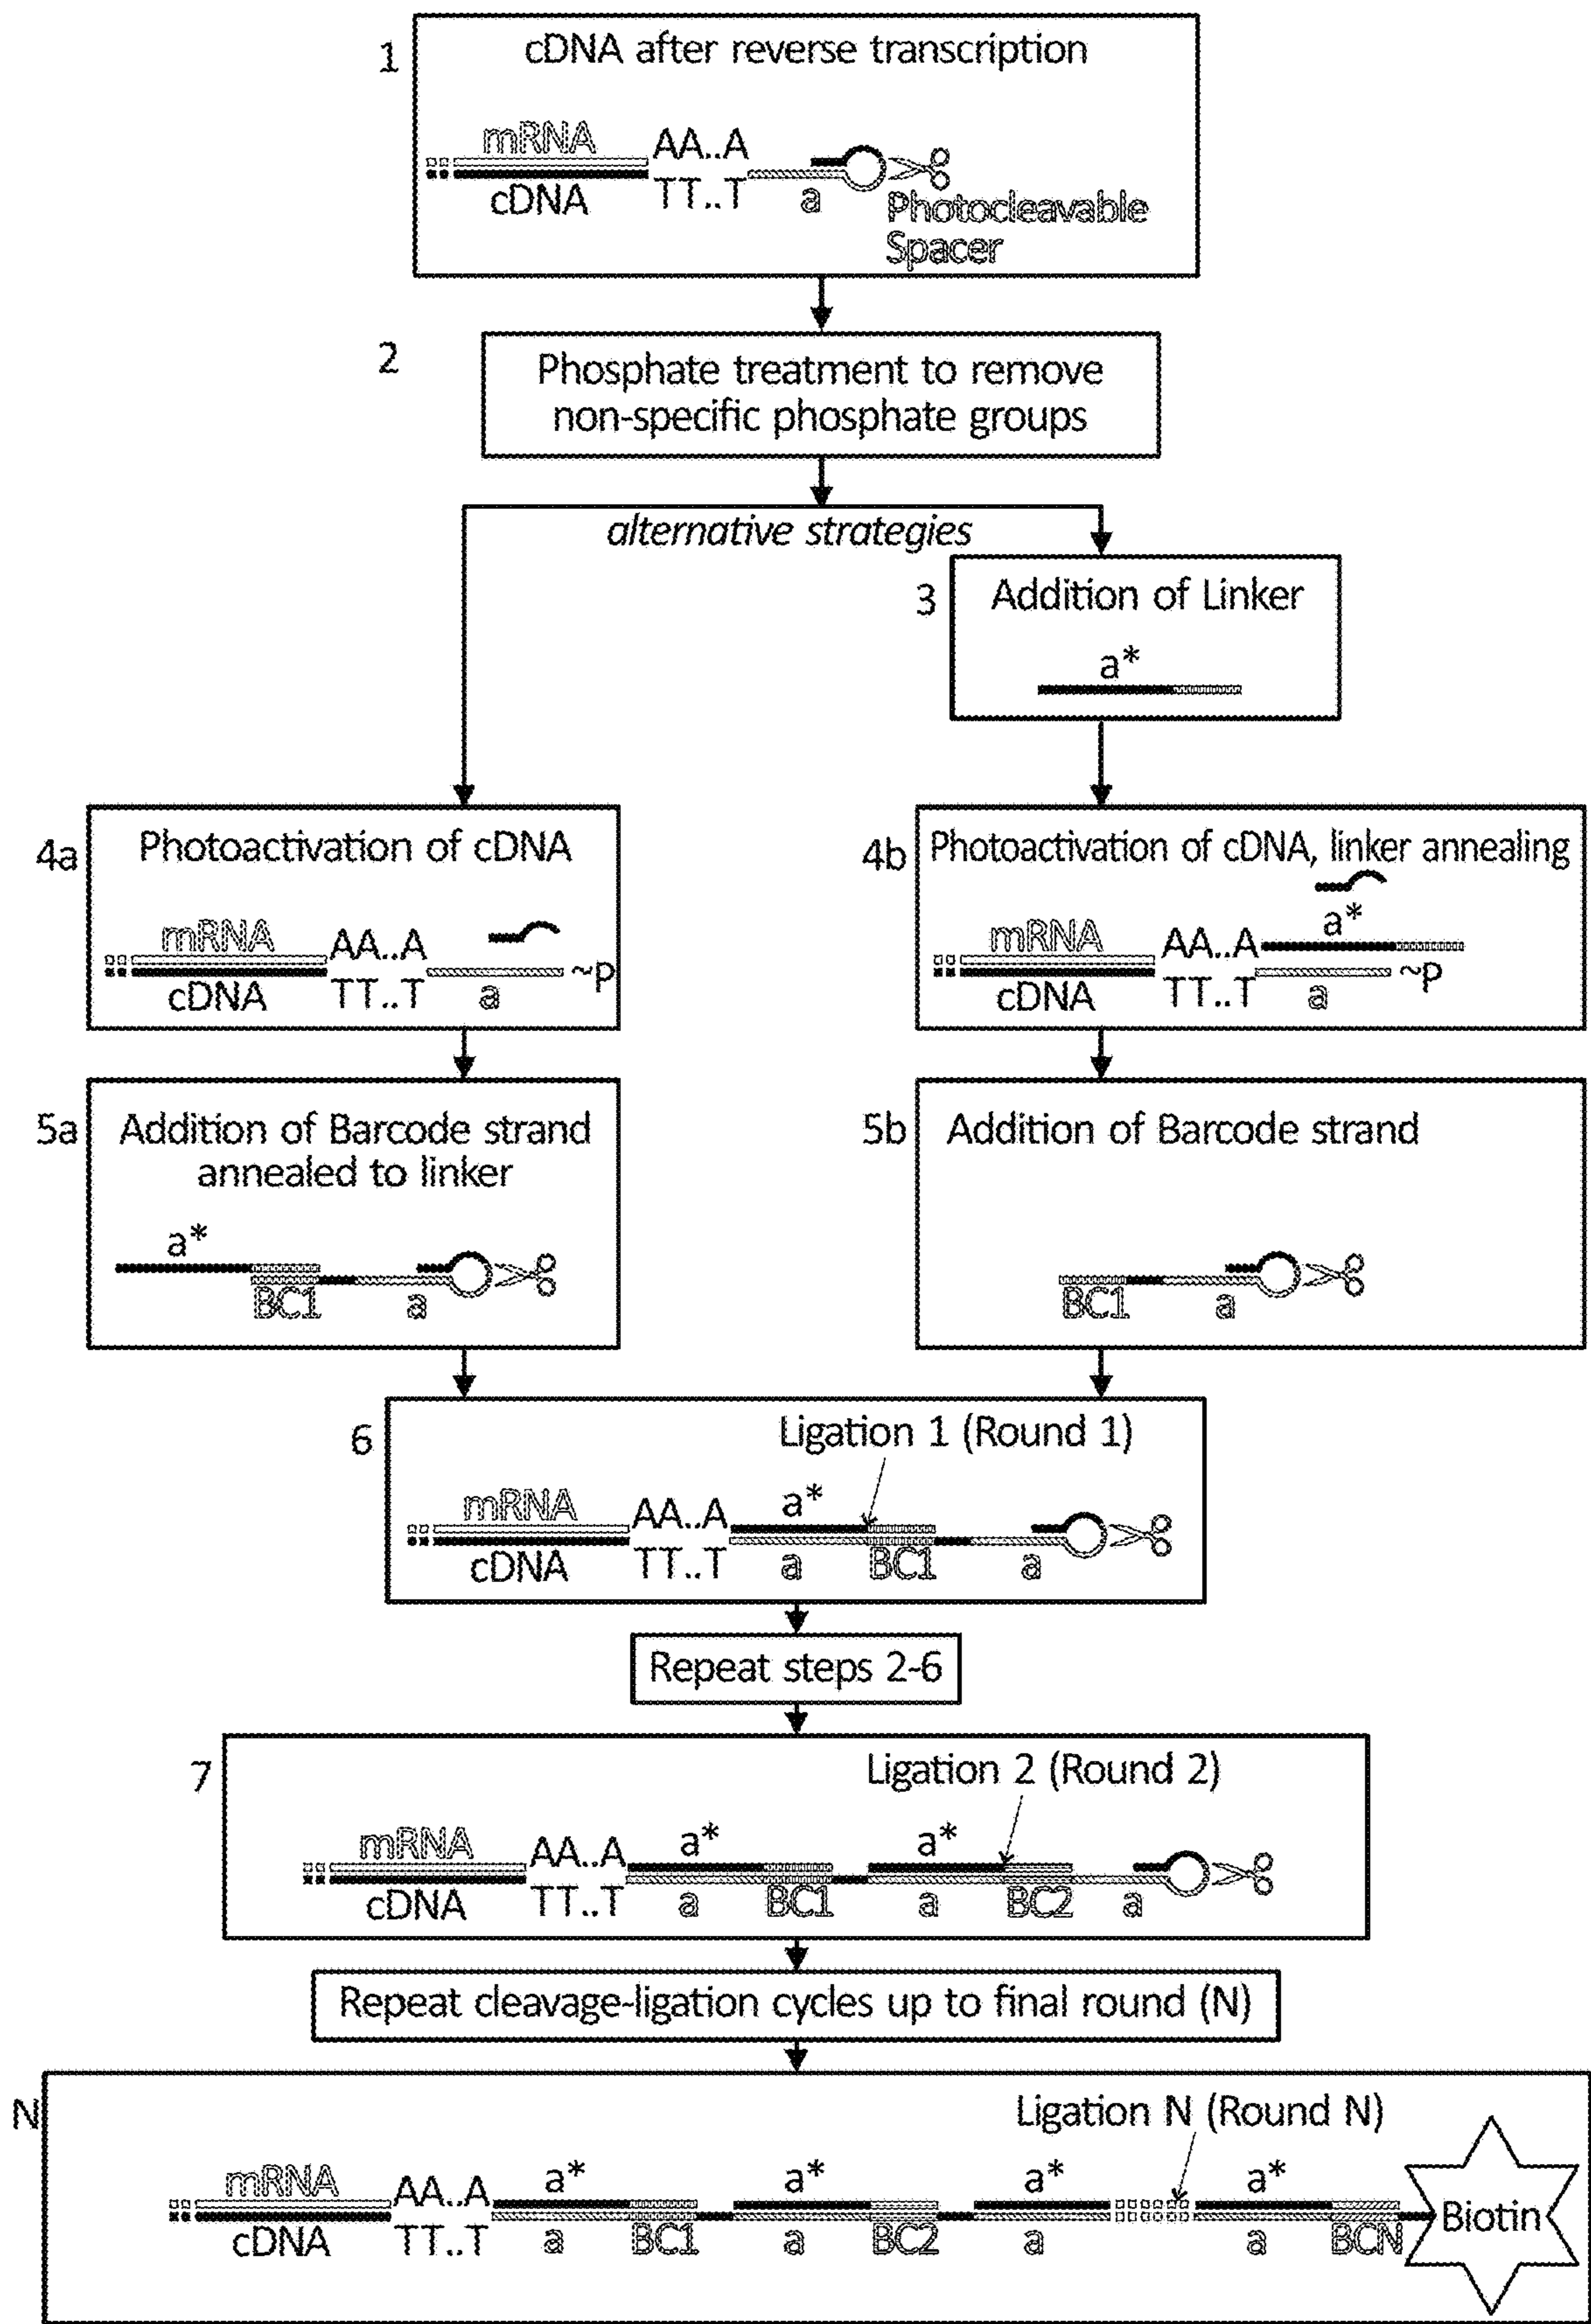 1
cDNA after reverse transcription
mRNA AA..A
cDNA TT..T a Photocleavable
Spacer
2
Phosphate treatment to remove
non-specific phosphate groups
alternative strategies
3
Addition of Linker
a*
4a
Photoactivation of cDNA
mRNA AA..A
cDNA TT..T a ~P
4b
Photoactivation of cDNA, linker annealing
mRNA AA..A a*
cDNA TT..T a ~P
5a
Addition of Barcode strand
annealed to linker
a*
BC1 a
5b
Addition of Barcode strand
BC1 a
6
Ligation 1 (Round 1)
mRNA AA..A a*
cDNA TT..T a BC1 a
Repeat steps 2-6
7
Ligation 2 (Round 2)
mRNA AA..A a* a*
cDNA TT..T a BC1 a BC2 a
Repeat cleavage-ligation cycles up to final round (N)
N
Ligation N (Round N)
mRNA AA..A a* a* a* a*
cDNA TT..T a BC1 a BC2 a a BCN Biotin